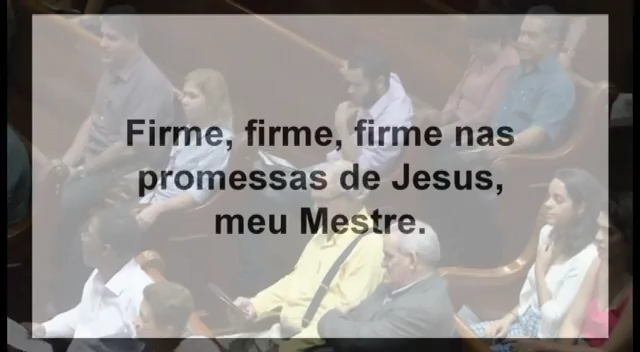 Firme, firme, firme nas
promessas de Jesus,
meu Mestre.